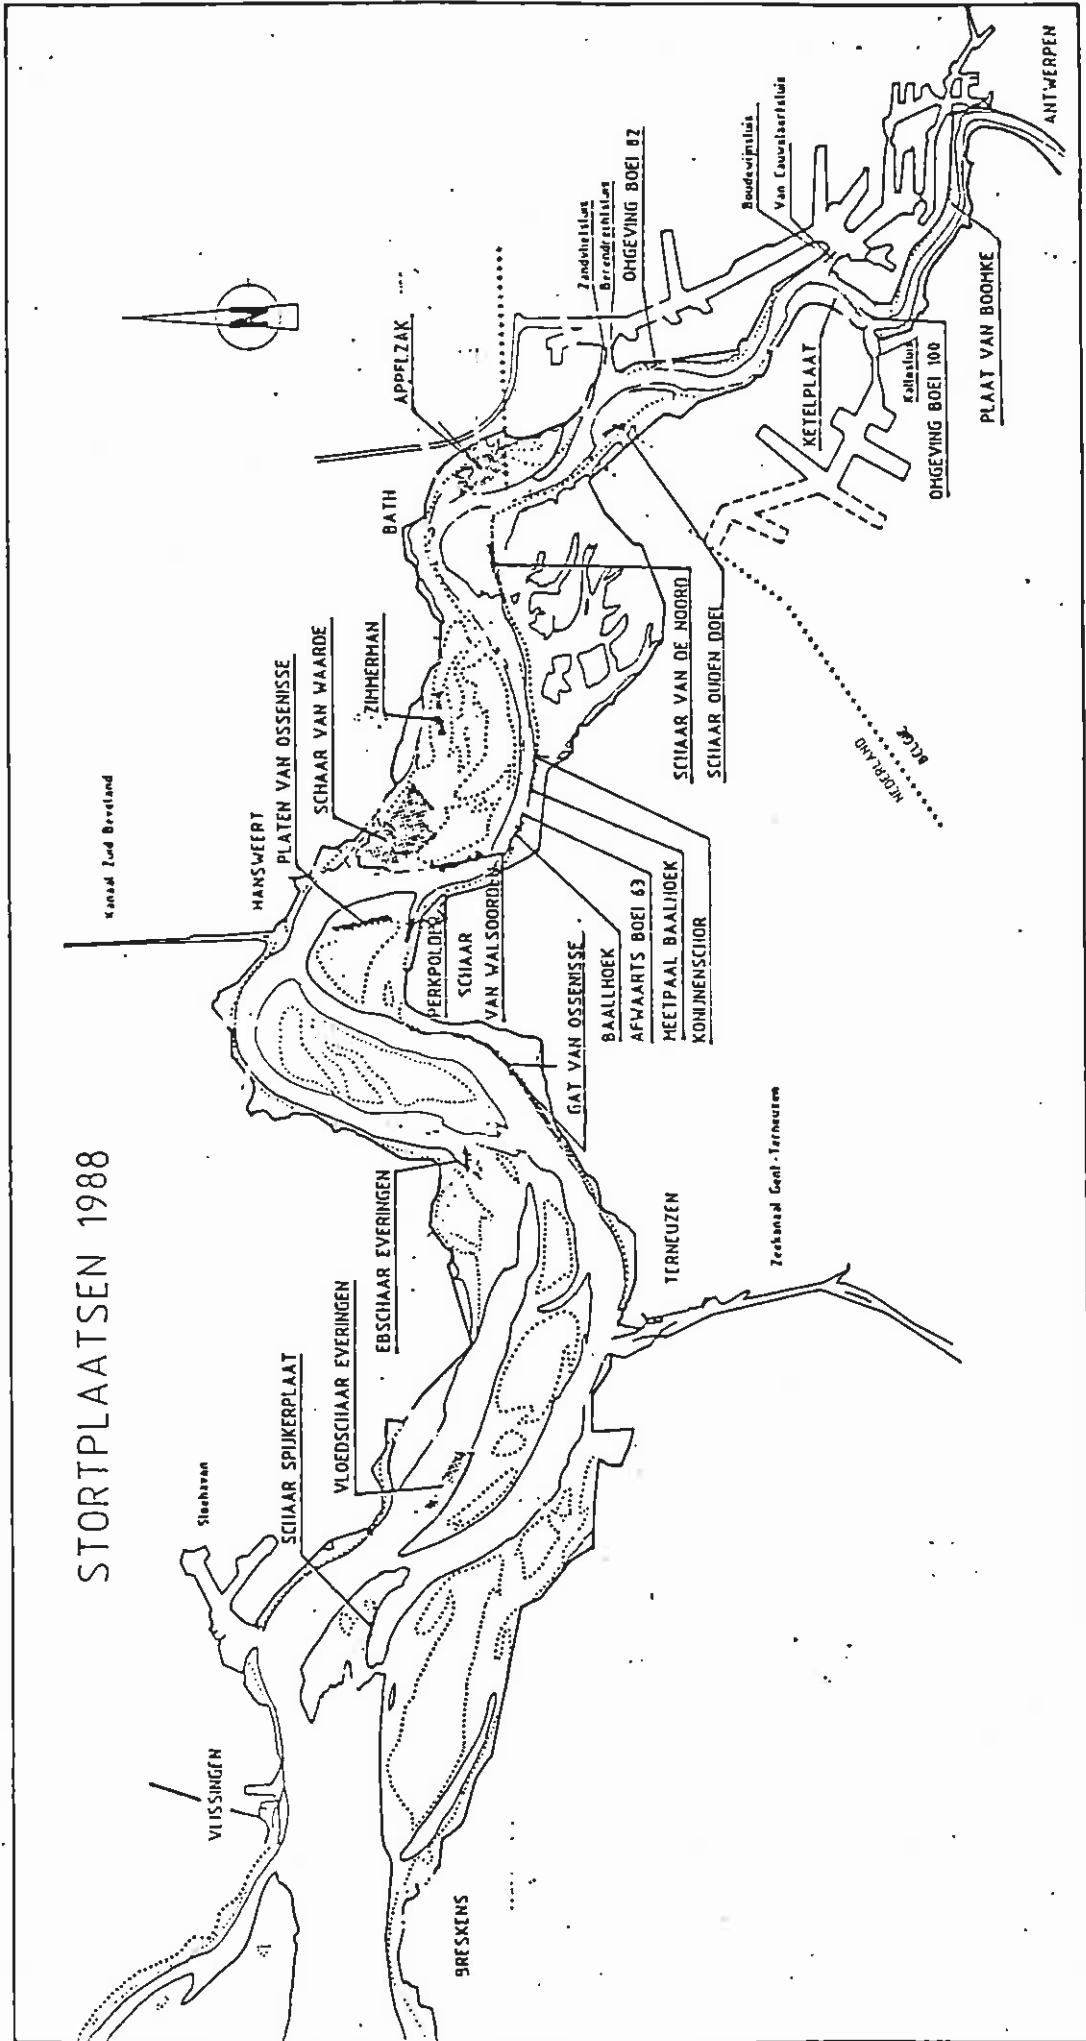 STORTPLAATSEN 1988
VLISSINGEN
Sloehaven
BRESKENS
SCHAAR SPIJKERPLAAT
VLOEDSCHAAR EVERINGEN
EBSCHAAR EVERINGEN
TERNEUZEN
Zeekanaal Gent-Terneuzen
Kanaal Zuid Beveland
HANSWEERT
PLATEN VAN OSSENISSE
SCHAAR VAN WAARDE
ZIMMERMAN
BATH
APPELZAK
N
GAT VAN OSSENISSE
PERKPOLDER
SCHAAR
VAN WALSOORDEN
BAALLHOEK
AFWAARTS BOEI 63
MEETPAAL BAALHOEK
KONIJNENSCHOR
SCHAAR VAN DE NOORD
SCHAAR OUDEN DOEL
NEDERLAND
BELGIE
Zandvlietsluis
Berendrechtsluis
OMGEVING BOEI 82
Boudewijnsluis
Van Cauwelaertsluis
KETELPLAAT
Kallosluis
OMGEVING BOEI 100
PLAAT VAN BOOMKE
ANTWERPEN